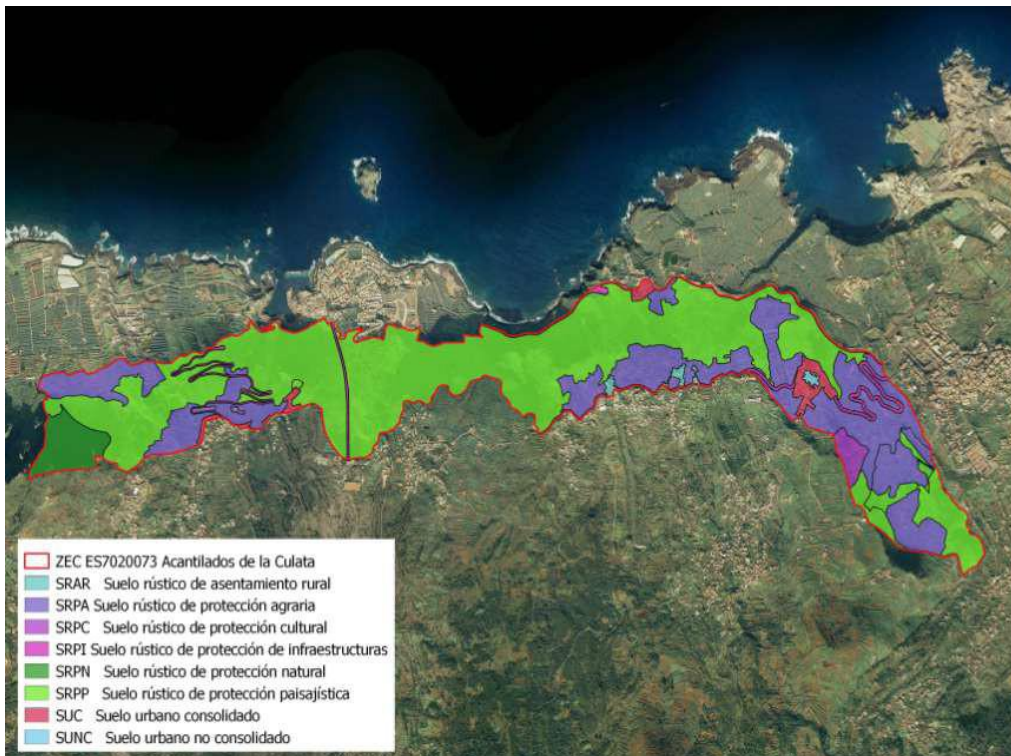 ZEC ES7020073 Acantilados de la Culata
SRAR Suelo rústico de asentamiento rural
SRPA Suelo rústico de protección agraria
SRPC Suelo rústico de protección cultural
SRPI Suelo rústico de protección de infraestructuras
SRPN Suelo rústico de protección natural
SRPP Suelo rústico de protección paisajística
SUC Suelo urbano consolidado
SUNC Suelo urbano no consolidado